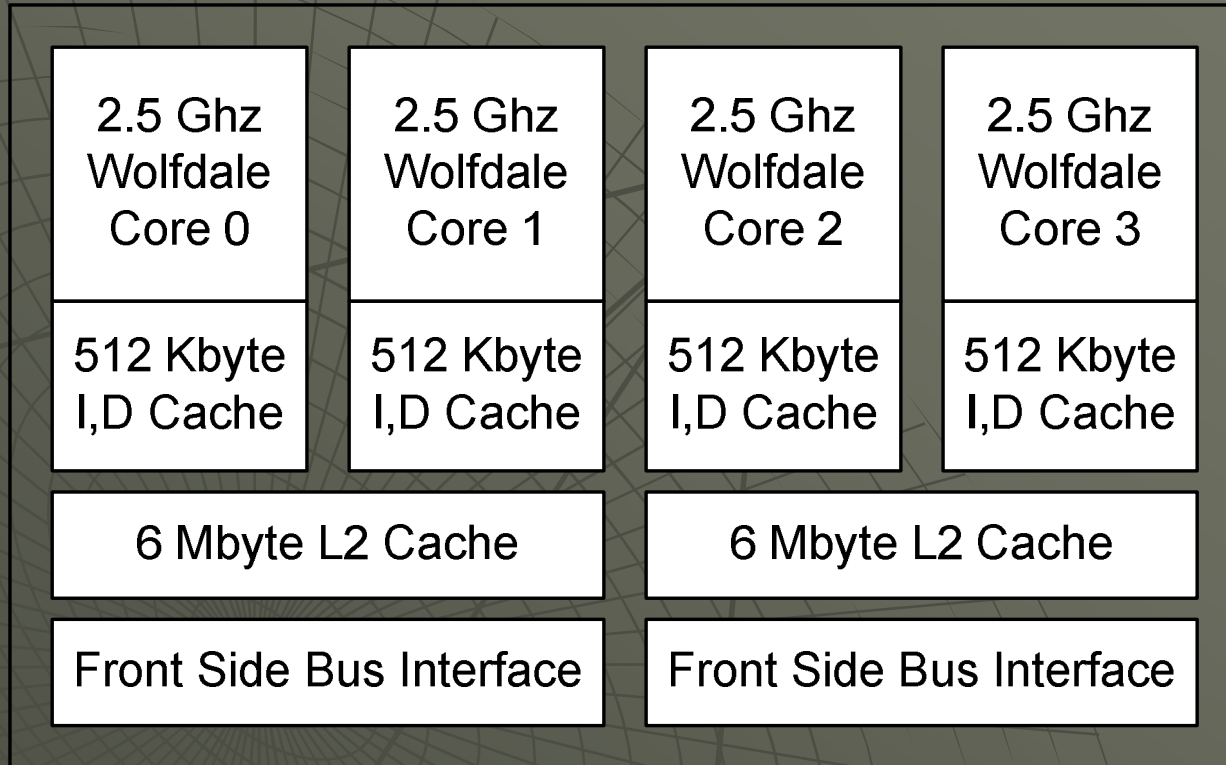 2.5 Ghz
Wolfdale
Core 0
2.5 Ghz
Wolfdale
Core 1
2.5 Ghz
Wolfdale
Core 2
2.5 Ghz
Wolfdale
Core 3
512 Kbyte
I,D Cache
512 Kbyte
I,D Cache
512 Kbyte
I,D Cache
512 Kbyte
I,D Cache
6 Mbyte L2 Cache
6 Mbyte L2 Cache
Front Side Bus Interface
Front Side Bus Interface